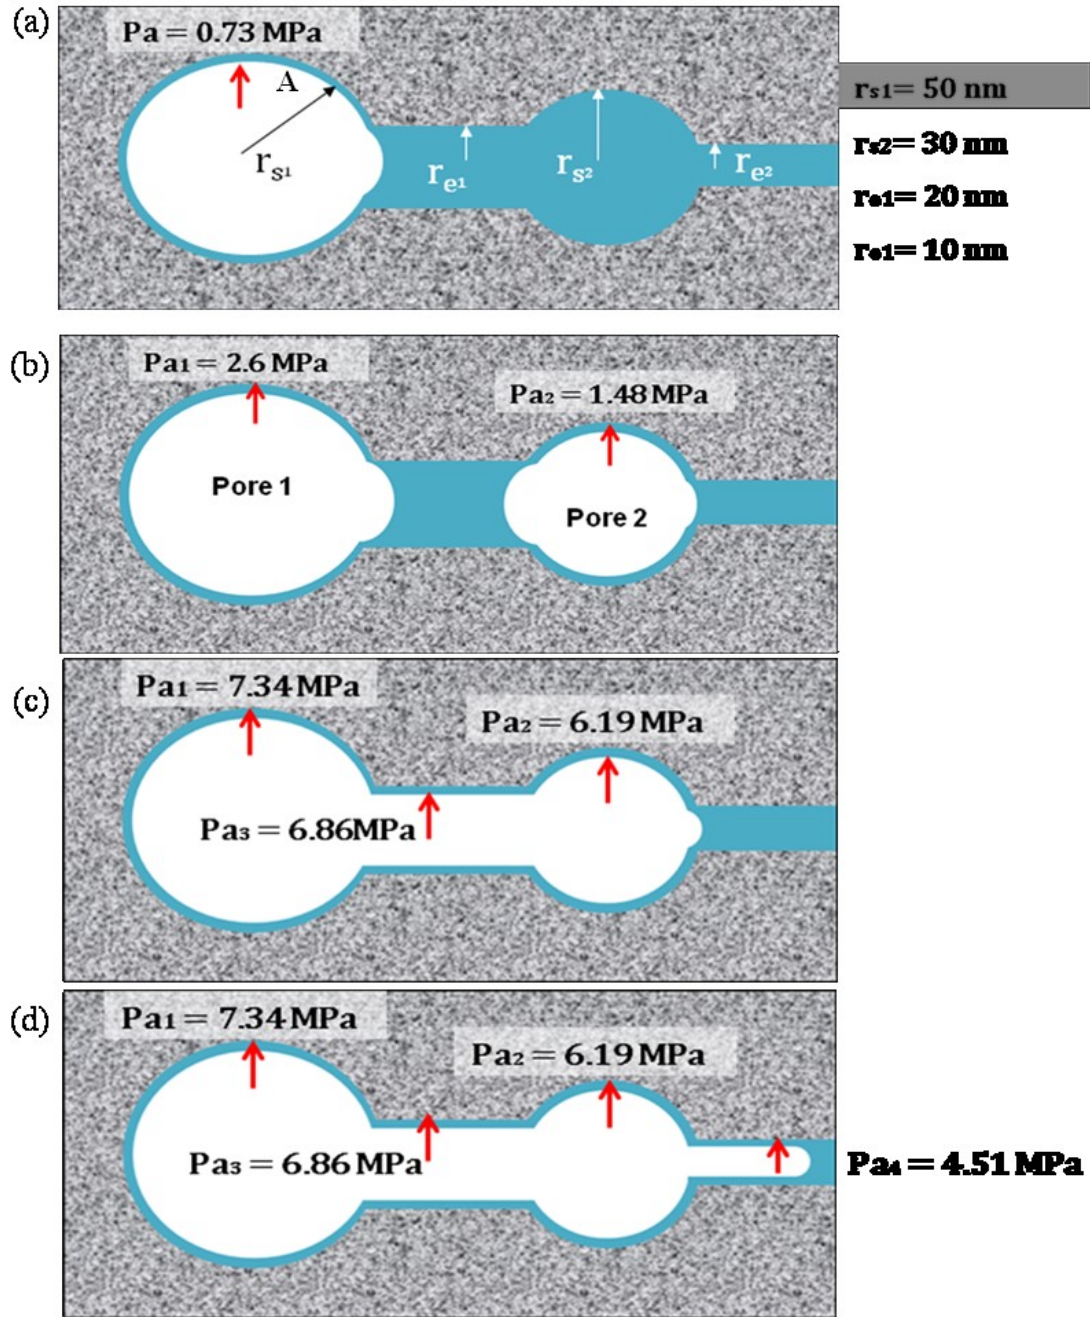 (a)
Pa = 0.73 MPa
A
rs1
re1
rs2
re2
rs1= 50 nm
rs2= 30 nm
re1= 20 nm
re1= 10 nm
(b)
Pa1 = 2.6 MPa
Pa2 = 1.48 MPa
Pore 1
Pore 2
(c)
Pa1 = 7.34 MPa
Pa2 = 6.19 MPa
Pa3 = 6.86MPa
(d)
Pa1 = 7.34 MPa
Pa2 = 6.19 MPa
Pa3 = 6.86 MPa
Pa4 = 4.51 MPa